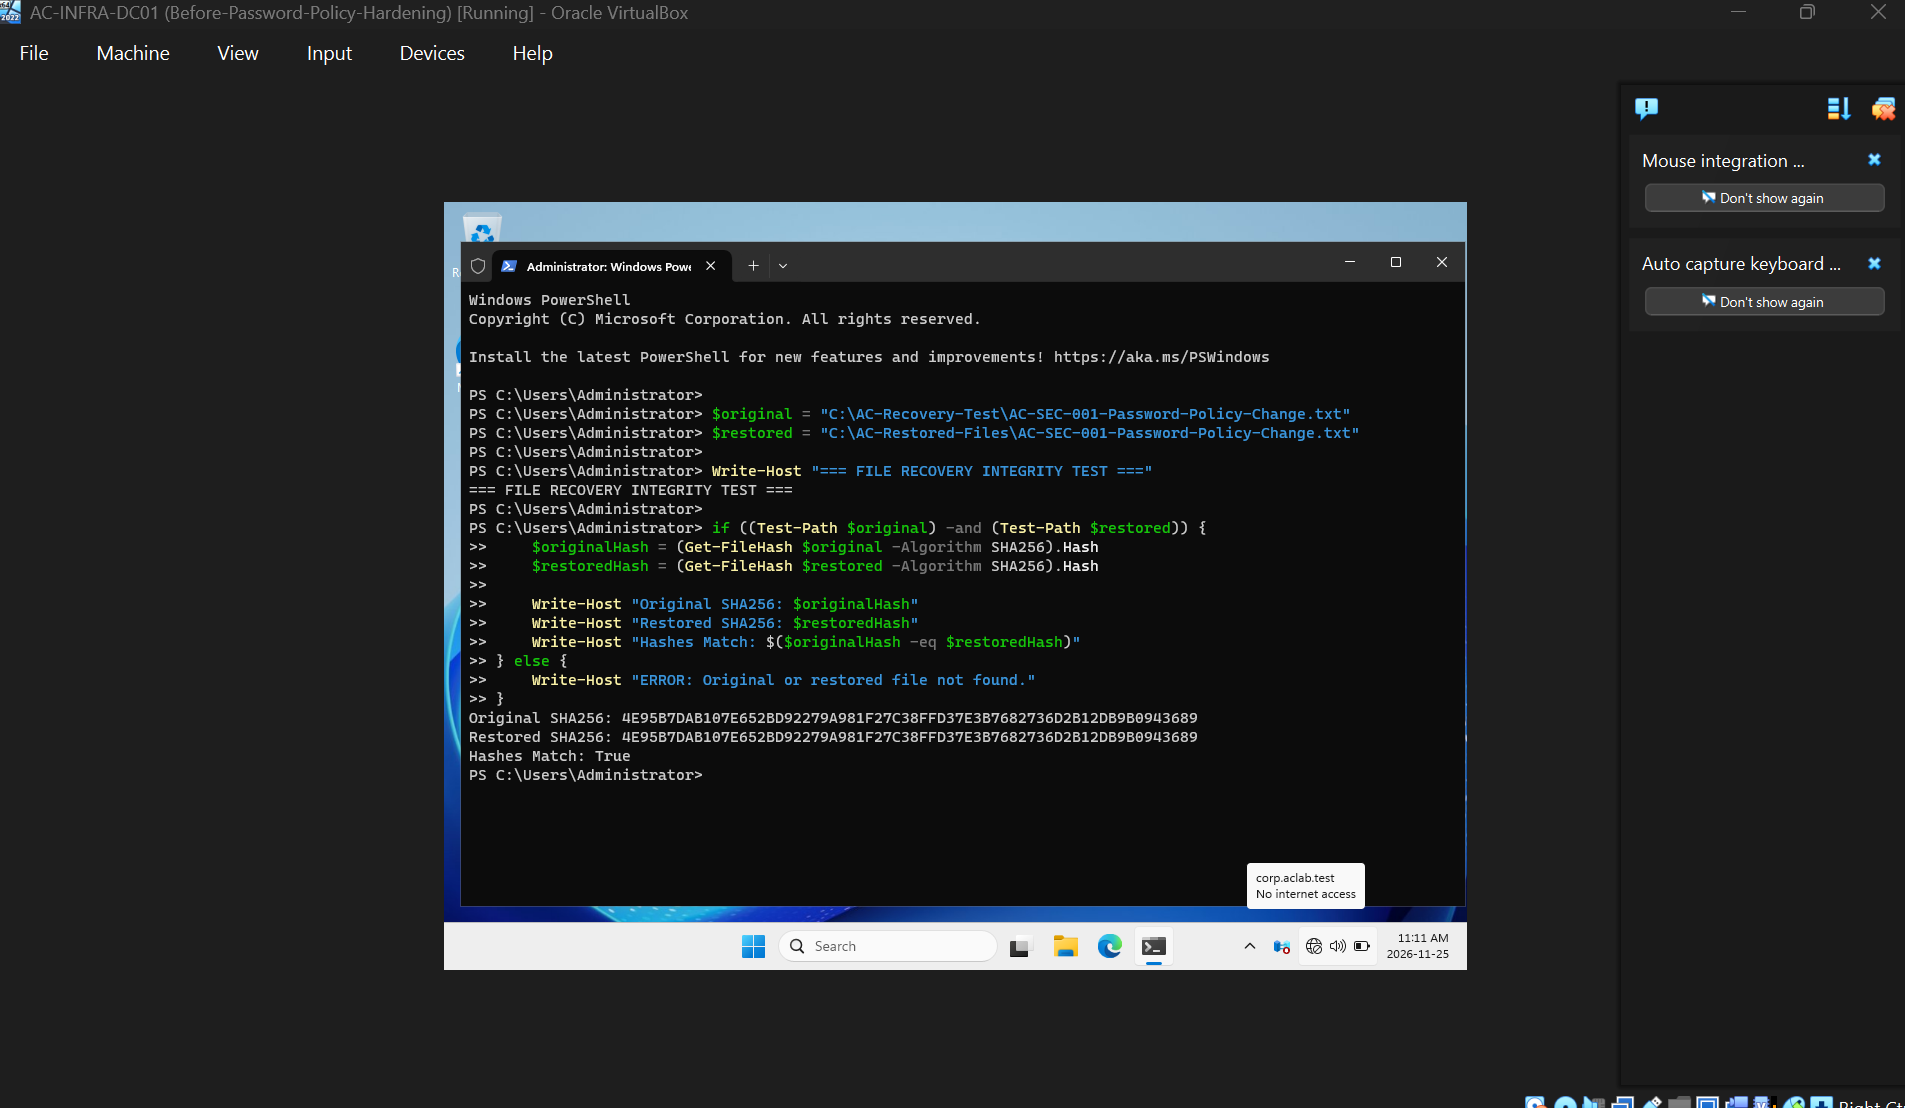 AC-INFRA-DC01 (Before-Password-Policy-Hardening) [Running] - Oracle VirtualBox
File Machine View Input Devices Help
Mouse integration ...
Don't show again
Auto capture keyboard ...
Don't show again
Administrator: Windows Powe
Windows PowerShell
Copyright (C) Microsoft Corporation. All rights reserved.
Install the latest PowerShell for new features and improvements! https://aka.ms/PSWindows
PS C:\Users\Administrator>
PS C:\Users\Administrator> $original = "C:\AC-Recovery-Test\AC-SEC-001-Password-Policy-Change.txt"
PS C:\Users\Administrator> $restored = "C:\AC-Restored-Files\AC-SEC-001-Password-Policy-Change.txt"
PS C:\Users\Administrator>
PS C:\Users\Administrator> Write-Host "=== FILE RECOVERY INTEGRITY TEST ==="
=== FILE RECOVERY INTEGRITY TEST ===
PS C:\Users\Administrator>
PS C:\Users\Administrator> if ((Test-Path $original) -and (Test-Path $restored)) {
>>     $originalHash = (Get-FileHash $original -Algorithm SHA256).Hash
>>     $restoredHash = (Get-FileHash $restored -Algorithm SHA256).Hash
>>
>>     Write-Host "Original SHA256: $originalHash"
>>     Write-Host "Restored SHA256: $restoredHash"
>>     Write-Host "Hashes Match: $($originalHash -eq $restoredHash)"
>> } else {
>>     Write-Host "ERROR: Original or restored file not found."
>> }
Original SHA256: 4E95B7DAB107E652BD92279A981F27C38FFD37E3B7682736D2B12DB9B0943689
Restored SHA256: 4E95B7DAB107E652BD92279A981F27C38FFD37E3B7682736D2B12DB9B0943689
Hashes Match: True
PS C:\Users\Administrator>
corp.aclab.test
No internet access
Search
11:11 AM
2026-11-25